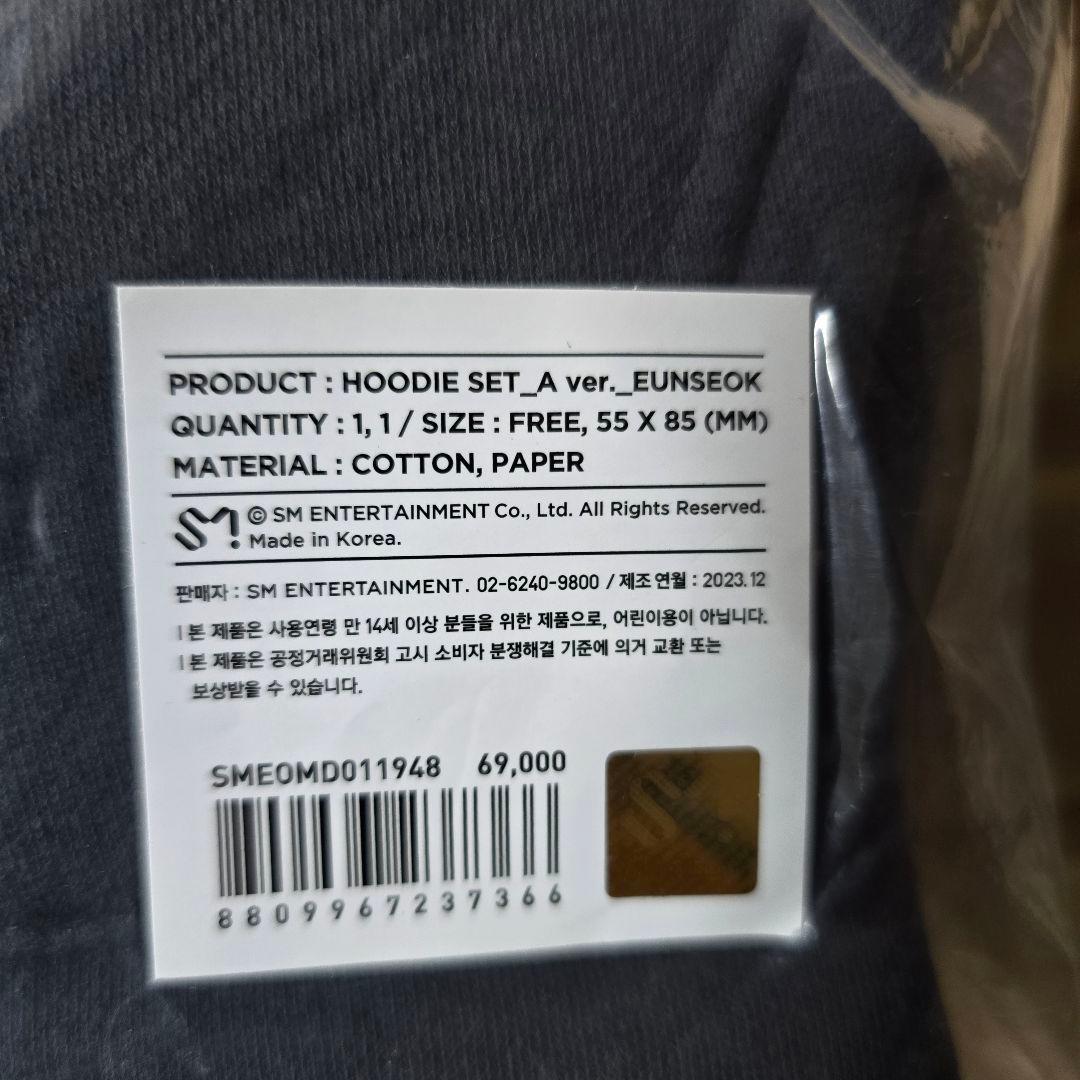 PRODUCT : HOODIE SET_A ver._EUNSEOK
QUANTITY : 1, 1 / SIZE : FREE, 55 X 85 (MM)
MATERIAL : COTTON, PAPER
SM! © SM ENTERTAINMENT Co., Ltd. All Rights Reserved.
Made in Korea.
판매자 : SM ENTERTAINMENT. 02-6240-9800 / 제조 연월 : 2023.12
| 본 제품은 사용연령 만 14세 이상 분들을 위한 제품으로, 어린이용이 아닙니다.
| 본 제품은 공정거래위원회 고시 소비자 분쟁해결 기준에 의거 교환 또는
보상받을 수 있습니다.
SMEOMD011948 69,000
8809967237366